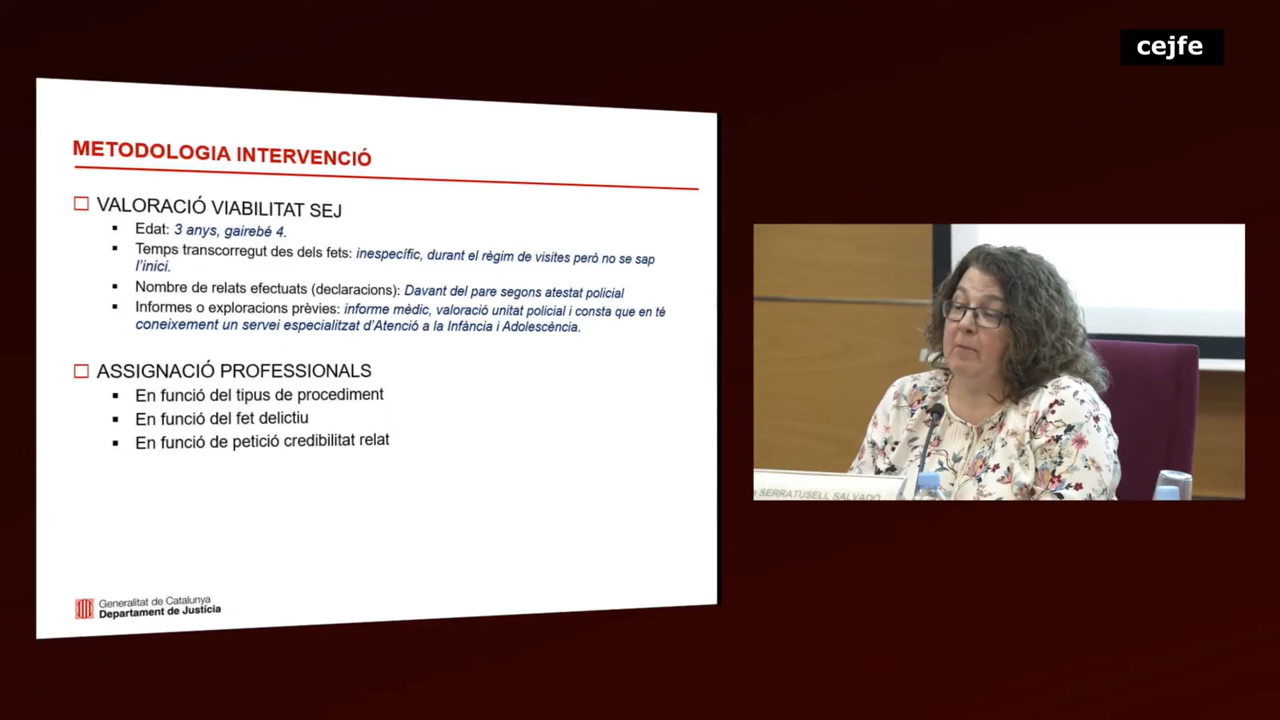 cejfe
METODOLOGIA INTERVENCIÓ
VALORACIÓ VIABILITAT SEJ
Edat: 3 anys, gairebé 4.
Temps transcorregut des dels fets: inespecífic, durant el règim de visites però no se sap
l'inici.
Nombre de relats efectuats (declaracions): Davant del pare segons atestat policial
Informes o exploracions prèvies: informe mèdic, valoració unitat policial i consta que en té
coneixement un servei especialitzat d'Atenció a la Infància i Adolescència.
ASSIGNACIÓ PROFESSIONALS
En funció del tipus de procediment
En funció del fet delictiu
En funció de petició credibilitat relat
Generalitat de Catalunya
Departament de Justícia
SERRATUSELL SALVADÓ